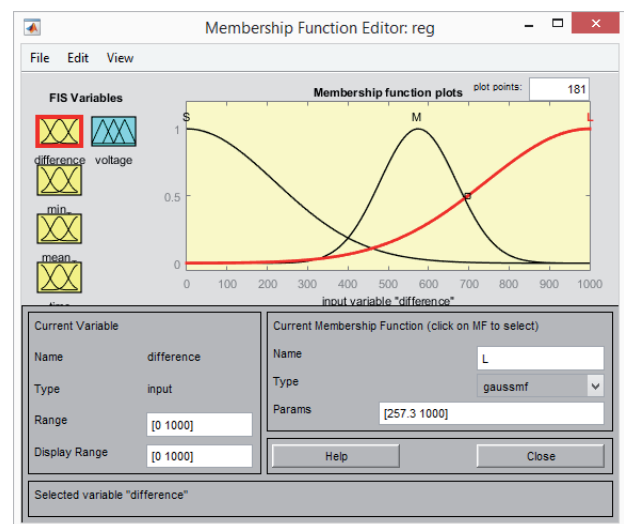 Membership Function Editor: reg
File Edit View
FIS Variables
Membership function plots plot points: 181
difference voltage
min_
mean_
S M L
1
0.5
0
0 100 200 300 400 500 600 700 800 900 1000
input variable "difference"
Current Variable
Name difference
Type input
Range [0 1000]
Display Range [0 1000]
Current Membership Function (click on MF to select)
Name L
Type gaussmf
Params [257.3 1000]
Help Close
Selected variable "difference"